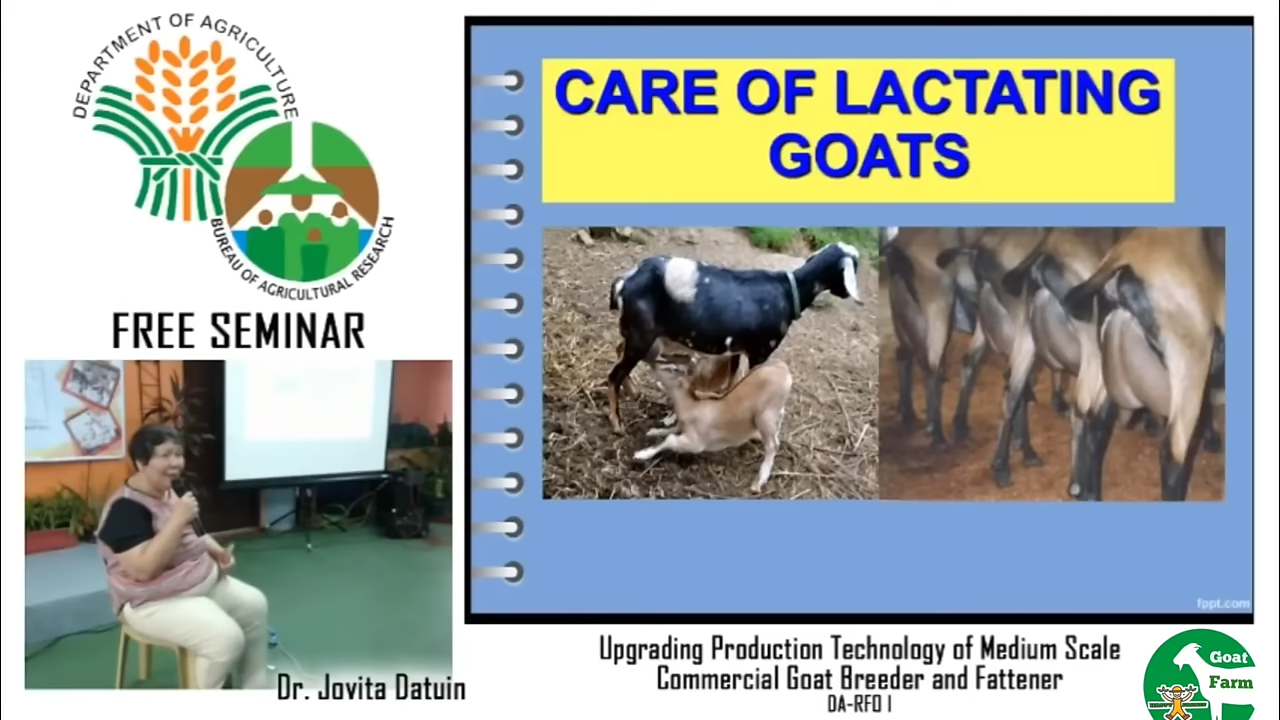 DEPARTMENT OF AGRICULTURE
BUREAU OF AGRICULTURAL RESEARCH
FREE SEMINAR
Dr. Jovita Datuin
CARE OF LACTATING
GOATS
fppt.com
Upgrading Production Technology of Medium Scale
Commercial Goat Breeder and Fattener
DA-RFO I
Goat
Farm